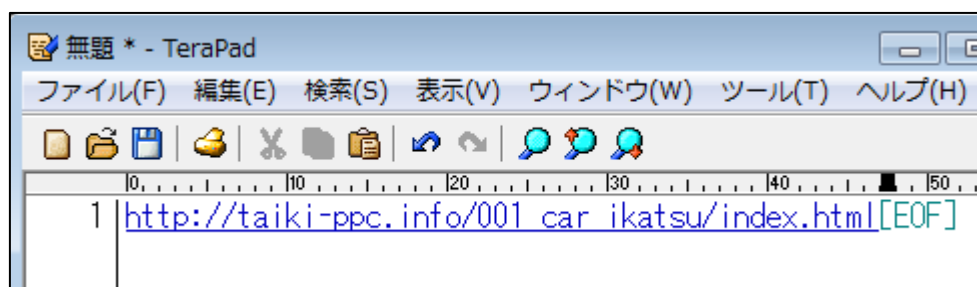 無題 * - TeraPad
ファイル(F) 編集(E) 検索(S) 表示(V) ウィンドウ(W) ツール(T) ヘルプ(H)
0 10 20 30 40 50
1 http://taiki-ppc.info/001_car_ikatsu/index.html[EOF]